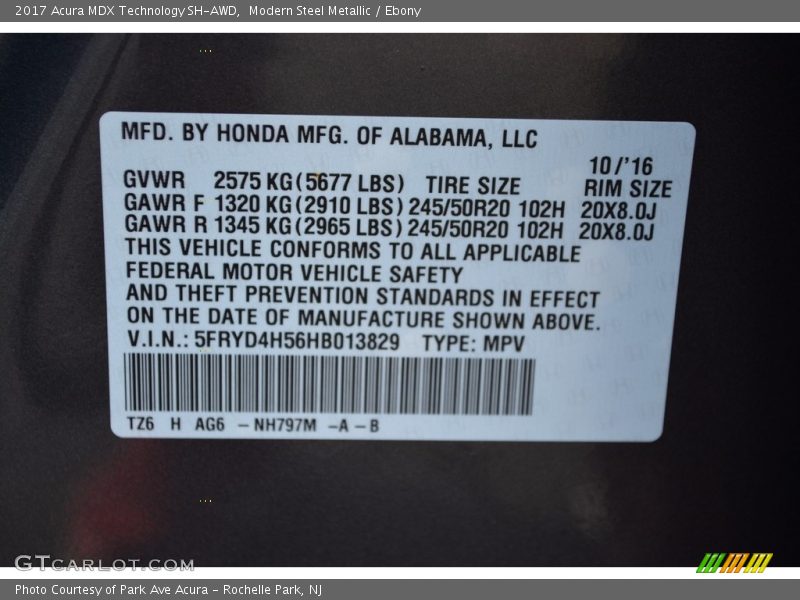 2017 Acura MDX Technology SH-AWD, Modern Steel Metallic / Ebony
MFD. BY HONDA MFG. OF ALABAMA, LLC
10/'16
GVWR 2575 KG(5677 LBS) TIRE SIZE RIM SIZE
GAWR F 1320 KG(2910 LBS) 245/50R20 102H 20X8.0J
GAWR R 1345 KG(2965 LBS) 245/50R20 102H 20X8.0J
THIS VEHICLE CONFORMS TO ALL APPLICABLE
FEDERAL MOTOR VEHICLE SAFETY
AND THEFT PREVENTION STANDARDS IN EFFECT
ON THE DATE OF MANUFACTURE SHOWN ABOVE.
V.I.N.: 5FRYD4H56HB013829 TYPE: MPV
TZ6 H AG6 -NH797M -A-B
GTCARLOT.COM
Photo Courtesy of Park Ave Acura - Rochelle Park, NJ